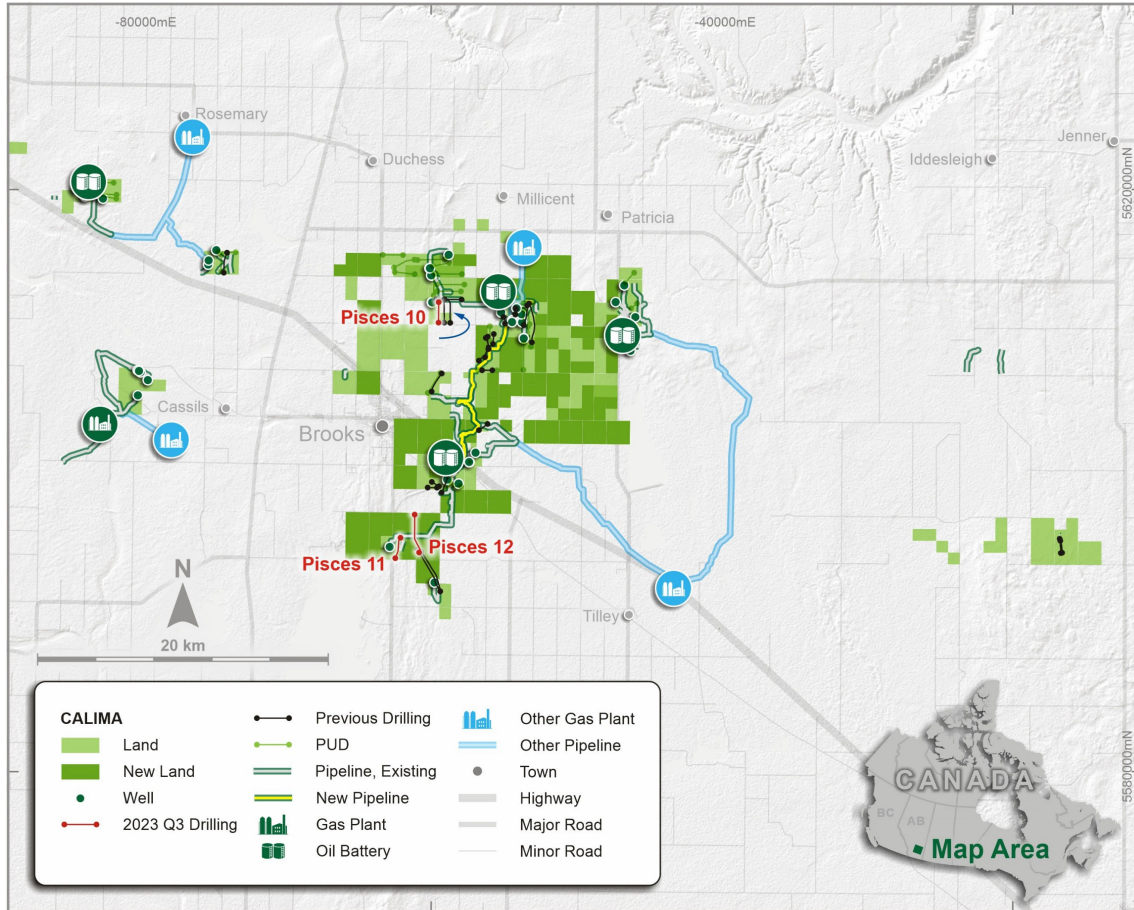 -80000mE
-40000mE
Rosemary
Duchess
Jenner
Iddesleigh
5620000mN
Millicent
Patricia
Pisces 10
Cassils
Brooks
Pisces 12
Pisces 11
N
Tilley
20 km
CALIMA
Land
New Land
Well
2023 Q3 Drilling
Previous Drilling
PUD
Pipeline, Existing
New Pipeline
Gas Plant
Oil Battery
Other Gas Plant
Other Pipeline
Town
Highway
Major Road
Minor Road
CANADA
BC
AB
Map Area
5580000mN